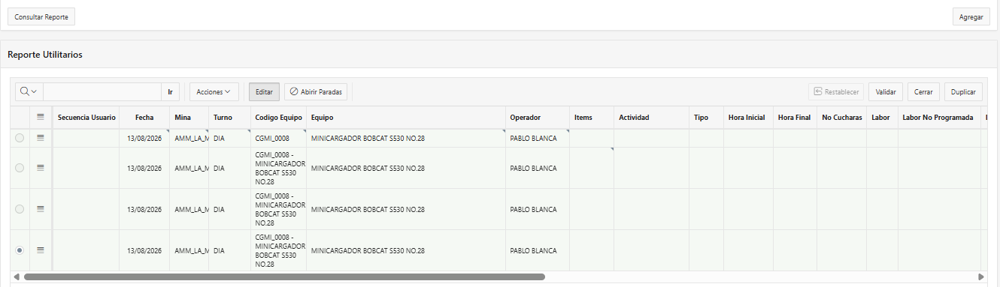 Consultar Reporte Agregar
Reporte Utilitarios
Ir Acciones Editar Abirir Paradas Restablecer Validar Cerrar Duplicar
Secuencia Usuario Fecha Mina Turno Codigo Equipo Equipo Operador Items Actividad Tipo Hora Inicial Hora Final No Cucharas Labor Labor No Programada
13/08/2026 AMM_LA_M DIA CGMI_0008 MINICARGADOR BOBCAT S530 NO.28 PABLO BLANCA
CGMI_0008 -
MINICARGADOR
13/08/2026 AMM_LA_M DIA BOBCAT S530 MINICARGADOR BOBCAT S530 NO.28 PABLO BLANCA
NO.28
CGMI_0008 -
MINICARGADOR
13/08/2026 AMM_LA_M DIA BOBCAT S530 MINICARGADOR BOBCAT S530 NO.28 PABLO BLANCA
NO.28
CGMI_0008 -
MINICARGADOR
13/08/2026 AMM_LA_M DIA BOBCAT S530 MINICARGADOR BOBCAT S530 NO.28 PABLO BLANCA
NO.28